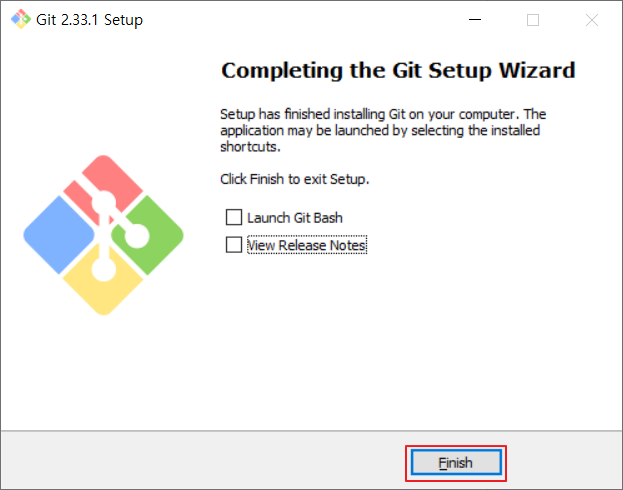 Git 2.33.1 Setup
Completing the Git Setup Wizard
Setup has finished installing Git on your computer. The
application may be launched by selecting the installed
shortcuts.
Click Finish to exit Setup.
Launch Git Bash
View Release Notes
Finish